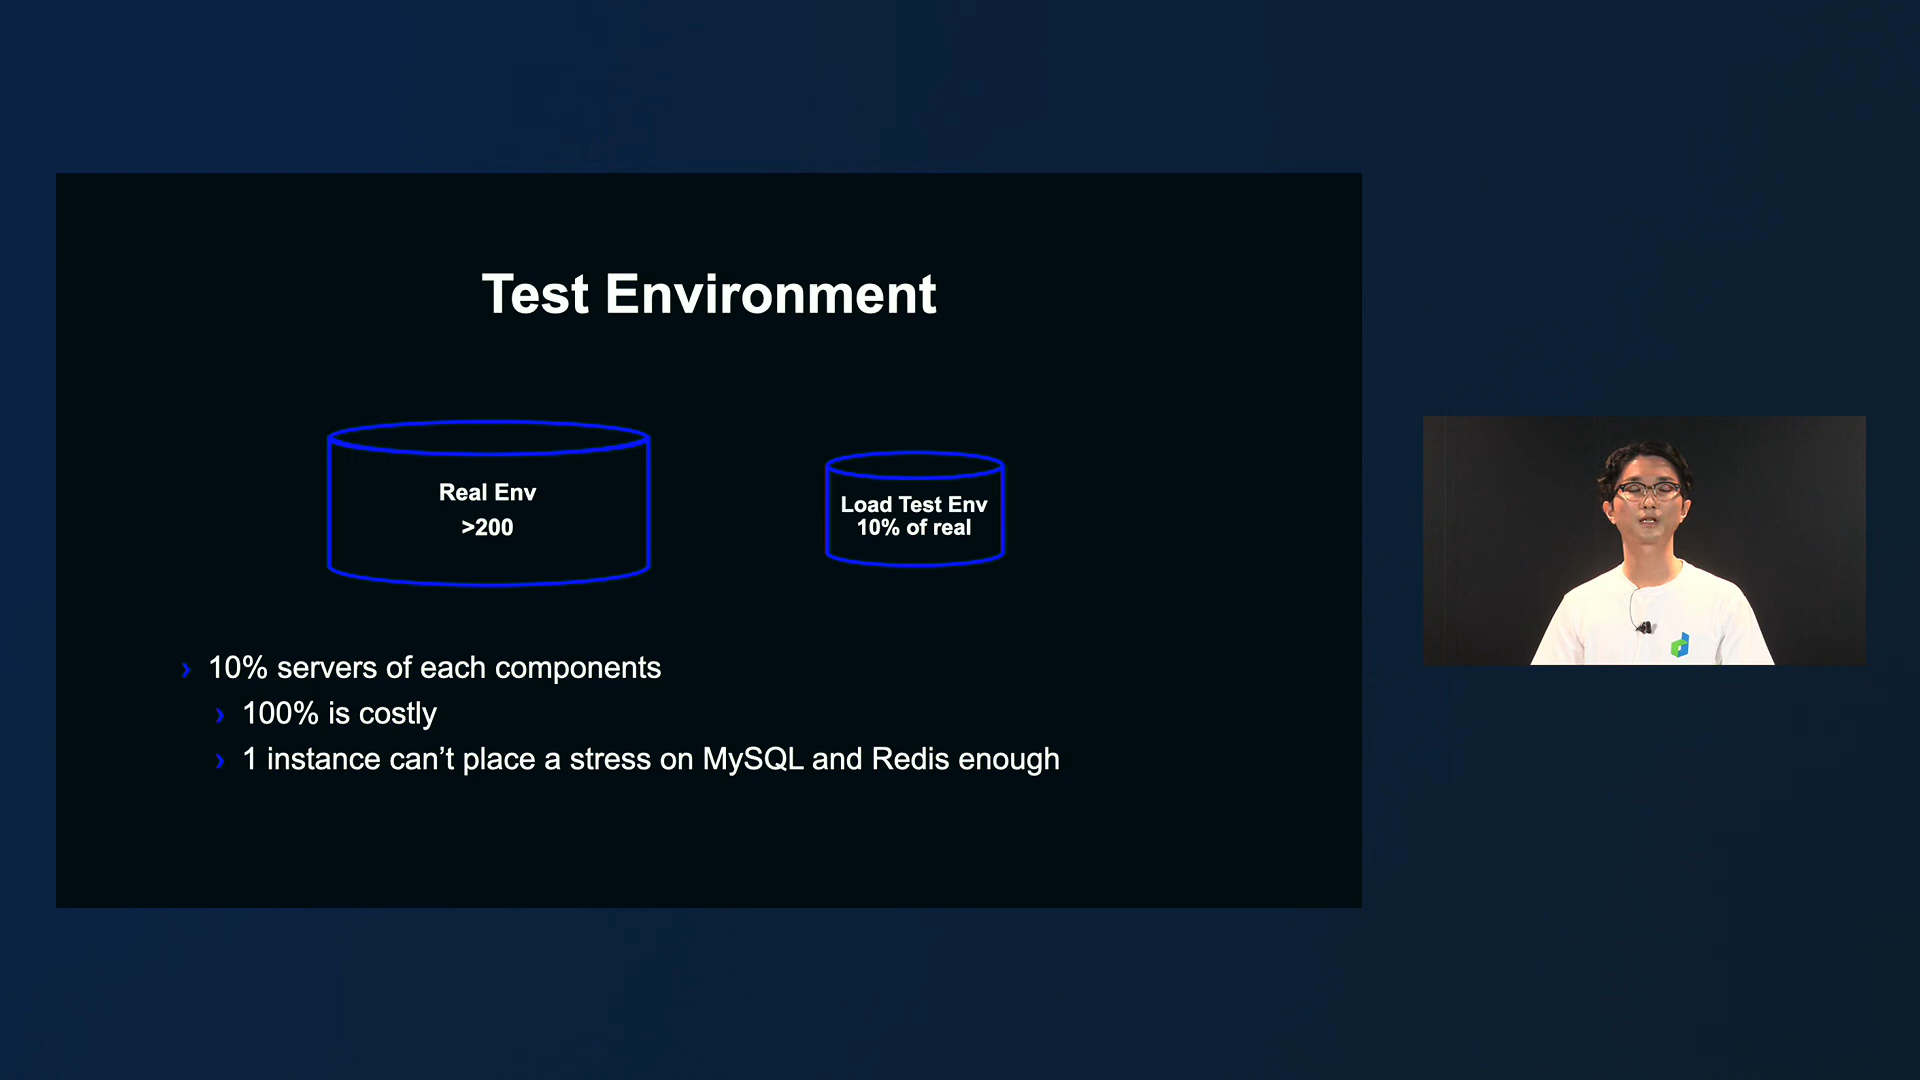 Test Environment
Real Env
>200
Load Test Env
10% of real
› 10% servers of each components
› 100% is costly
› 1 instance can’t place a stress on MySQL and Redis enough